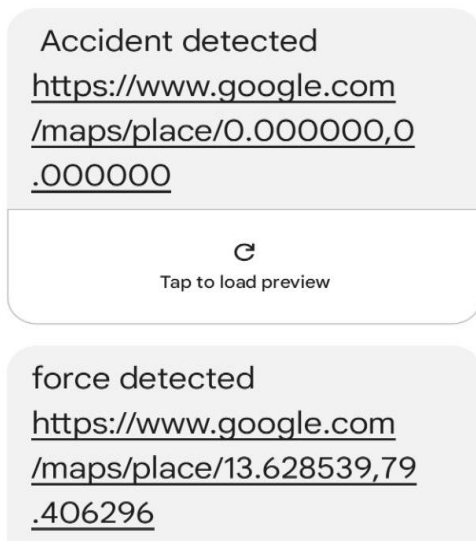 Accident detected
https://www.google.com
/maps/place/0.000000,0
.000000
Tap to load preview
force detected
https://www.google.com
/maps/place/13.628539,79
.406296